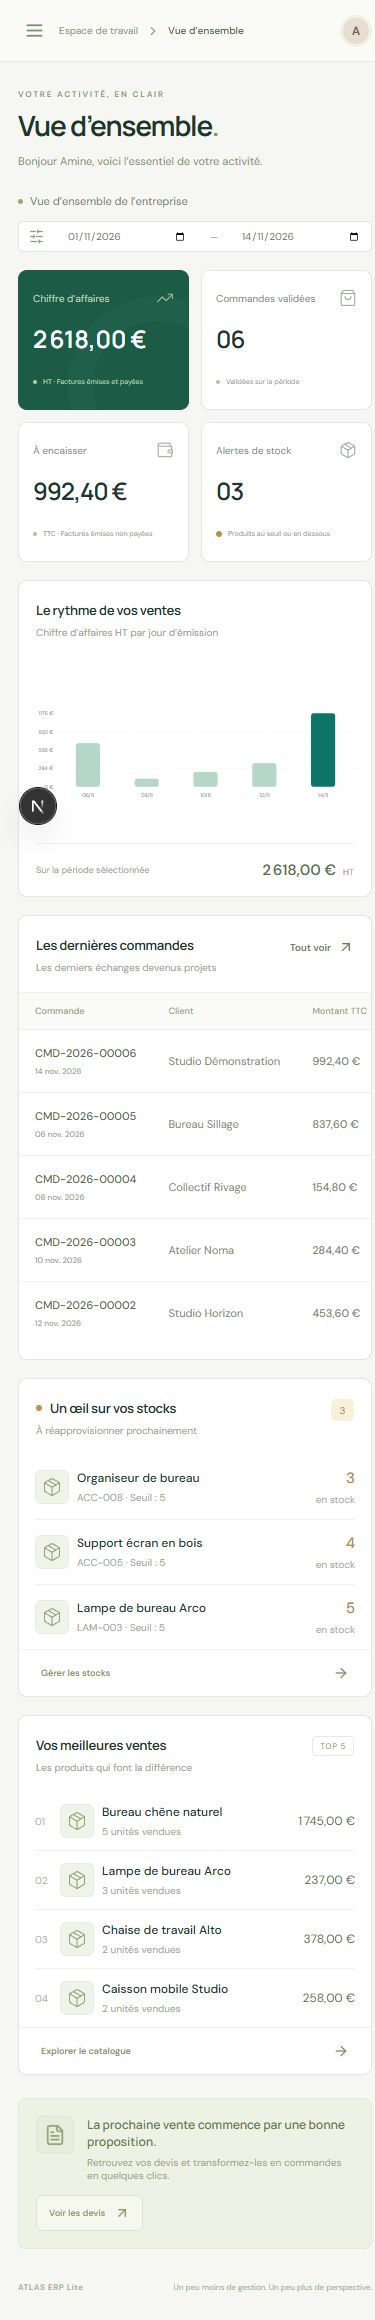 Espace de travail > Vue d'ensemble
A
VOTRE ACTIVITÉ, EN CLAIR
Vue d'ensemble.
Bonjour Amine, voici l'essentiel de votre activité.
Vue d'ensemble de l'entreprise
01/11/2026 — 14/11/2026
Chiffre d'affaires
2 618,00 €
HT · Factures émises et payées
Commandes validées
06
Validées sur la période
À encaisser
992,40 €
TTC · Factures émises non payées
Alertes de stock
03
Produits au seuil ou en dessous
Le rythme de vos ventes
Chiffre d'affaires HT par jour d'émission
1175 €
882 €
588 €
294 €
06/11 08/11 10/11 12/11 14/11
N
Sur la période sélectionnée 2 618,00 € HT
Les dernières commandes
Tout voir
Les derniers échanges devenus projets
Commande Client Montant TTC
CMD-2026-00006
14 nov. 2026
Studio Démonstration 992,40 €
CMD-2026-00005
06 nov. 2026
Bureau Sillage 837,60 €
CMD-2026-00004
08 nov. 2026
Collectif Rivage 154,80 €
CMD-2026-00003
10 nov. 2026
Atelier Noma 284,40 €
CMD-2026-00002
12 nov. 2026
Studio Horizon 453,60 €
Un œil sur vos stocks
3
À réapprovisionner prochainement
Organiseur de bureau 3
ACC-008 · Seuil : 5 en stock
Support écran en bois 4
ACC-005 · Seuil : 5 en stock
Lampe de bureau Arco 5
LAM-003 · Seuil : 5 en stock
Gérer les stocks
Vos meilleures ventes
TOP 5
Les produits qui font la différence
01 Bureau chêne naturel 1 745,00 €
5 unités vendues
02 Lampe de bureau Arco 237,00 €
3 unités vendues
03 Chaise de travail Alto 378,00 €
2 unités vendues
04 Caisson mobile Studio 258,00 €
2 unités vendues
Explorer le catalogue
La prochaine vente commence par une bonne
proposition.
Retrouvez vos devis et transformez-les en commandes
en quelques clics.
Voir les devis
ATLAS ERP Lite Un peu moins de gestion. Un peu plus de perspective.